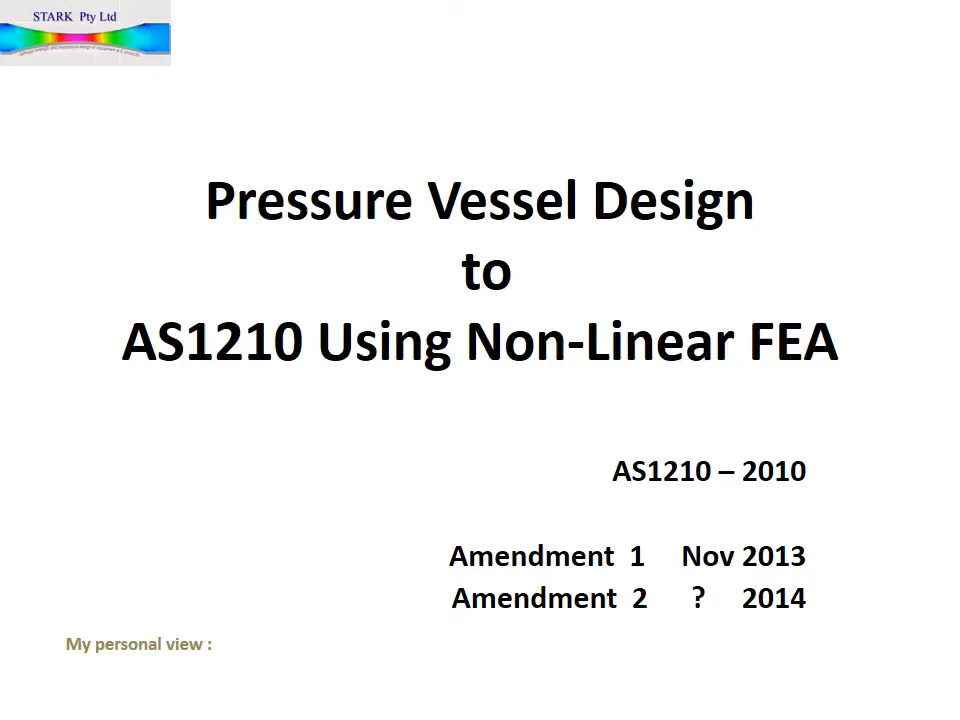 STARK Pty Ltd
Pressure Vessel Design
to
AS1210 Using Non-Linear FEA
AS1210 – 2010
Amendment 1 Nov 2013
Amendment 2 ? 2014
My personal view :